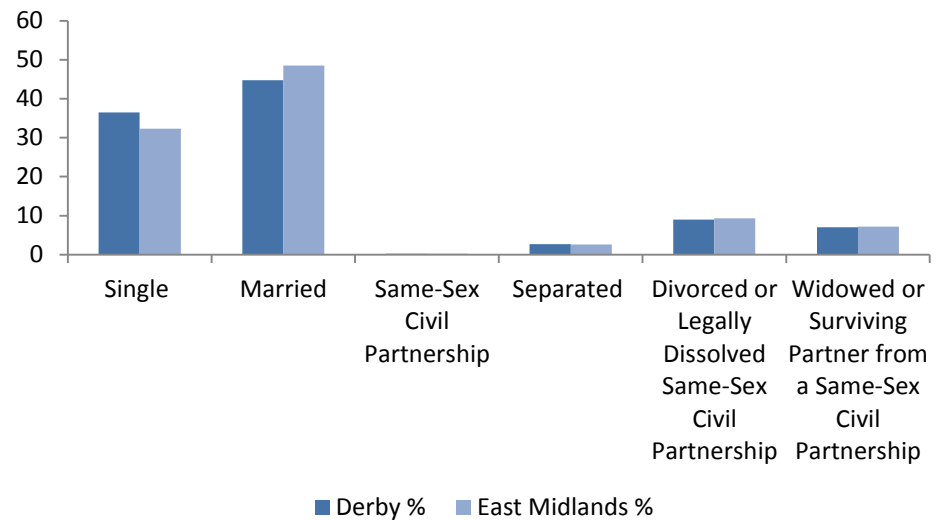 60
50
40
30
20
10
0
Single
Married
Same-Sex
Civil
Partnership
Separated
Divorced or
Legally
Dissolved
Same-Sex
Civil
Partnership
Widowed or
Surviving
Partner from
a Same-Sex
Civil
Partnership
Derby %
East Midlands %